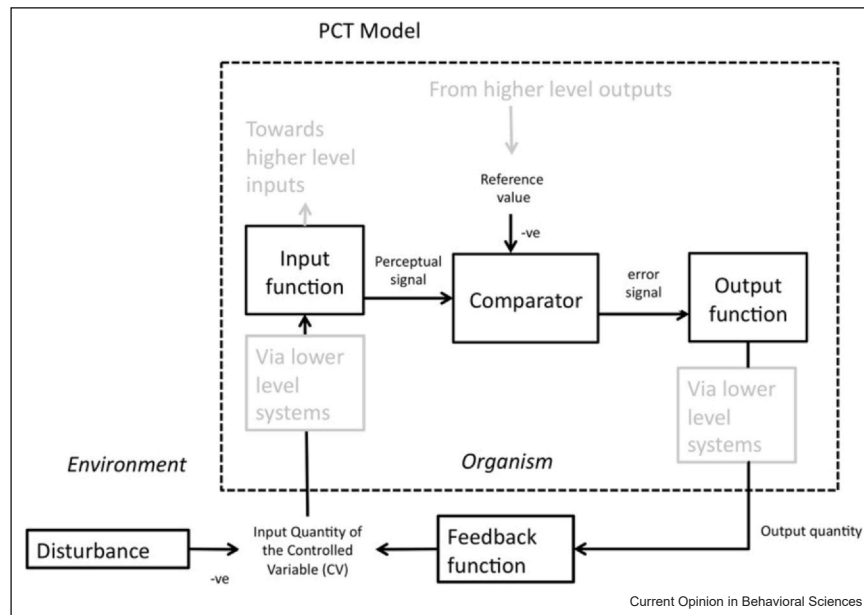 PCT Model
From higher level outputs
Towards
higher level
inputs
Reference
value
-ve
Input
function
Perceptual
signal
Comparator
error
signal
Output
function
Via lower
level
systems
Via lower
level
systems
Environment
Organism
Disturbance
-ve
Input Quantity of
the Controlled
Variable (CV)
Feedback
function
Output quantity
Current Opinion in Behavioral Sciences